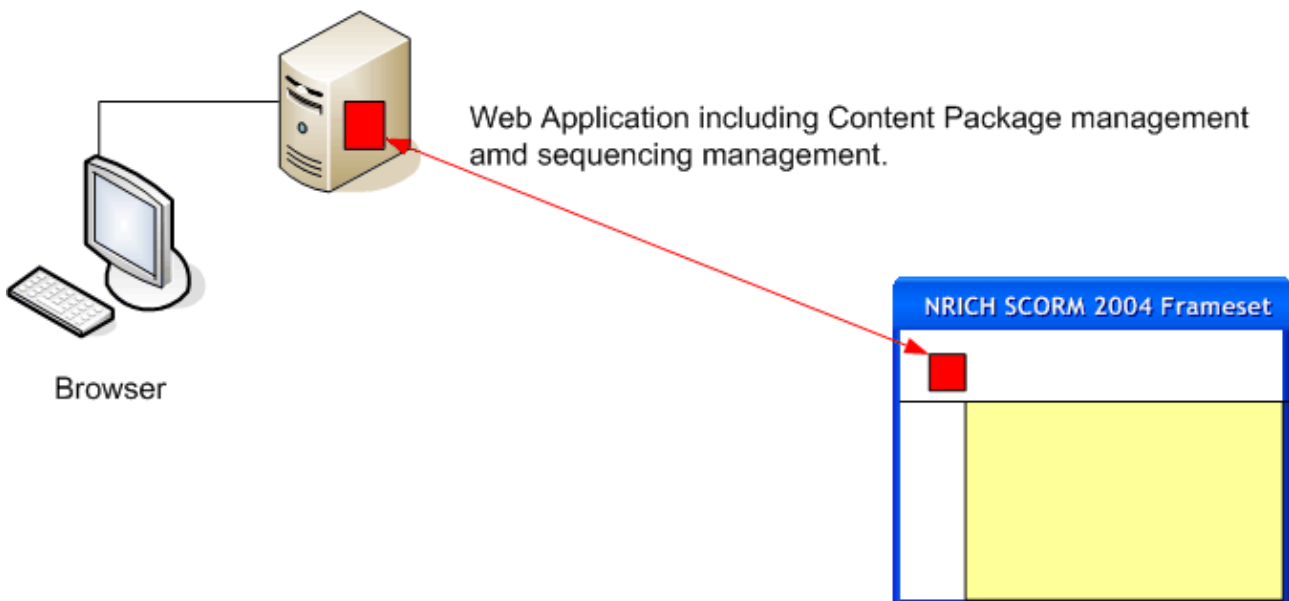 Web Application including Content Package management
amd sequencing management.
NRICH SCORM 2004 Frameset
Browser